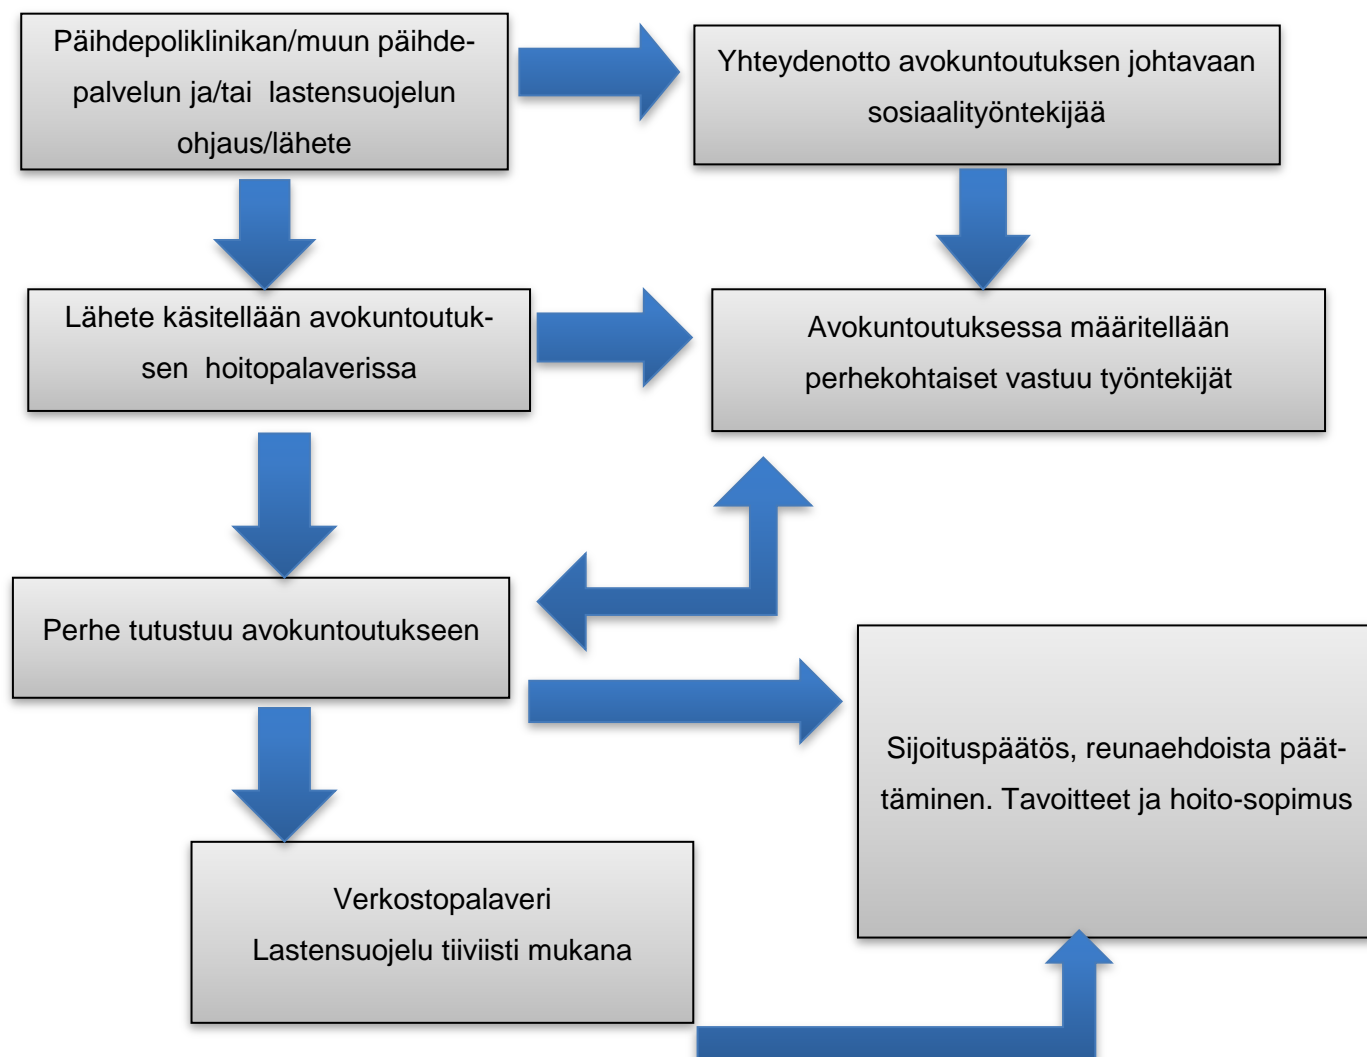 Päihdepoliklinikan/muun päihde-
palvelun ja/tai lastensuojelun
ohjaus/lähete
Yhteydenotto avokuntoutuksen johtavaan
sosiaalityöntekijää
Lähete käsitellään avokuntoutuk-
sen hoitopalaverissa
Avokuntoutuksessa määritellään
perhekohtaiset vastuu työntekijät
Perhe tutustuu avokuntoutukseen
Sijoituspäätös, reunaehdoista päät-
täminen. Tavoitteet ja hoito-sopimus
Verkostopalaveri
Lastensuojelu tiiviisti mukana